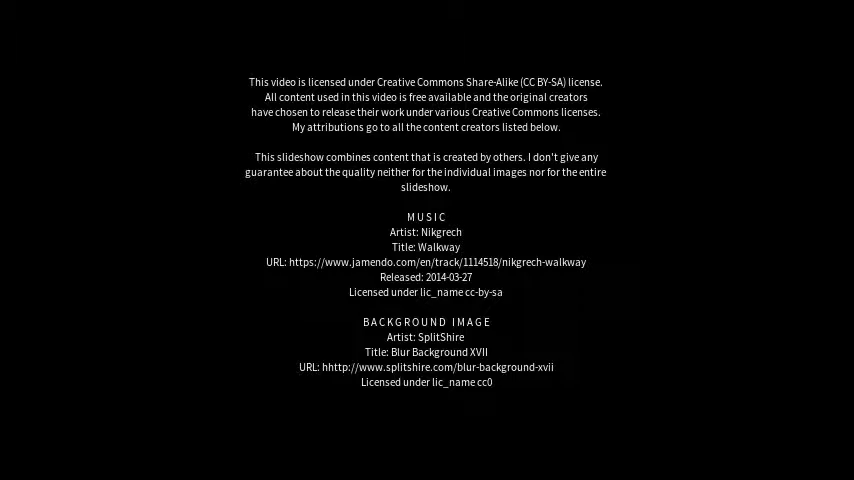 This video is licensed under Creative Commons Share-Alike (CC BY-SA) license.
All content used in this video is free available and the original creators
have chosen to release their work under various Creative Commons licenses.
My attributions go to all the content creators listed below.
This slideshow combines content that is created by others. I don't give any
guarantee about the quality neither for the individual images nor for the entire
slideshow.
MUSIC
Artist: Nikgrech
Title: Walkway
URL: https://www.jamendo.com/en/track/1114518/nikgrech-walkway
Released: 2014-03-27
Licensed under lic_name cc-by-sa
BACKGROUND IMAGE
Artist: SplitShire
Title: Blur Background XVII
URL: hhttp://www.splitshire.com/blur-background-xvii
Licensed under lic_name cc0